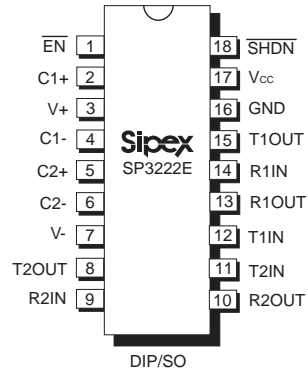 EN 1 18 SHDN
C1+ 2 17 Vcc
V+ 3 16 GND
C1- 4 Sipex 15 T1OUT
C2+ 5 SP3222E 14 R1IN
C2- 6 13 R1OUT
V- 7 12 T1IN
T2OUT 8 11 T2IN
R2IN 9 10 R2OUT
DIP/SO